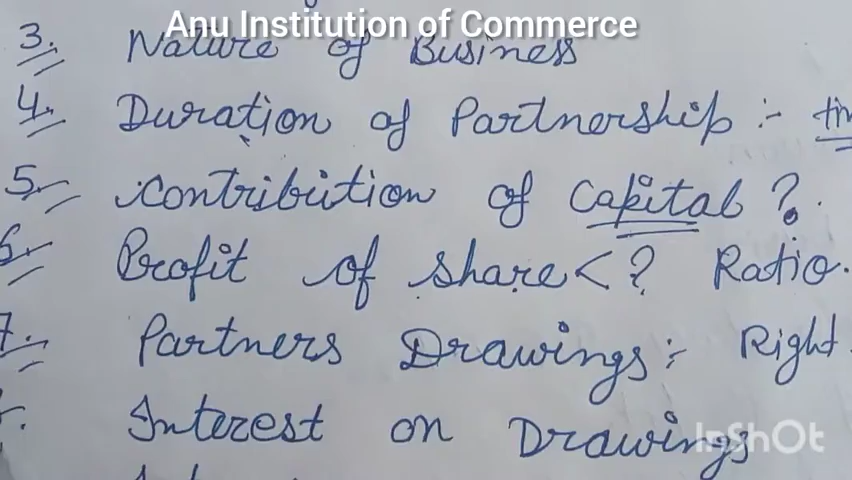 Anu Institution of Commerce
3. Nature of Business
4. Duration of Partnership :-
5. Contribution of Capital ?.
6. Profit of share < ? Ratio.
7. Partners Drawings :- Right
Interest on Drawings
InShOt